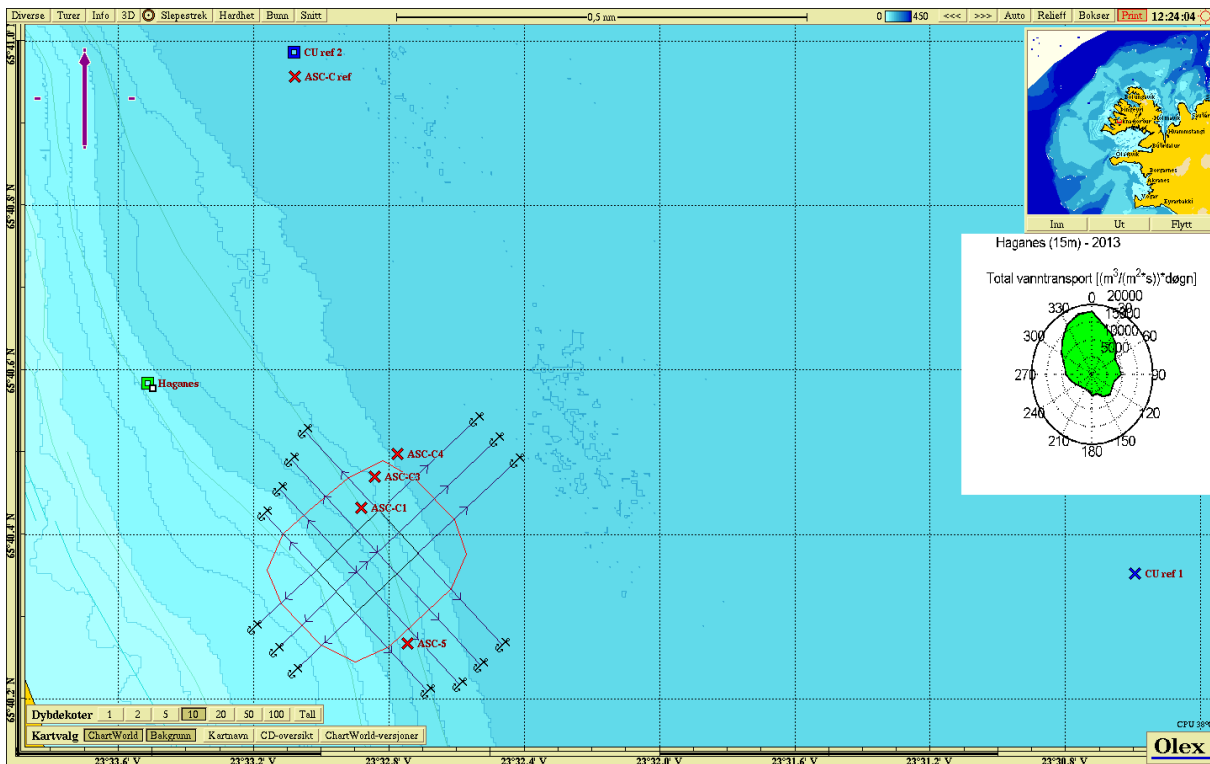 Diverse Turer Info 3D Slepestrek Hardhet Bunn Snitt 0,5 nm 0 450 <<< >>> Auto Relieff Bokser Print 12:24:04
65°41,0'
CU ref 2
ASC-C ref
65°40,8' N
Inn Ut Flytt
Haganes (15m) - 2013
Total vanntransport [(m³/(m²*s))*døgn]
0 20000
330 30
15000
10000
300 60
5000
270 90
240 120
210 150
180
65°40,6' N
Haganes
ASC-C4
ASC-C3
ASC-C1
65°40,4' N
CU ref 1
ASC-5
65°40,2' N
Dybdekoter 1 2 5 10 20 50 100 Tall
Kartvalg ChartWorld Bakgrunn Kartnavn CD-oversikt ChartWorld-versjoner
CPU 38%
Olex
23°33,6' V 23°33,2' V 23°32,8' V 23°32,4' V 23°32,0' V 23°31,6' V 23°31,2' V 23°30,8' V